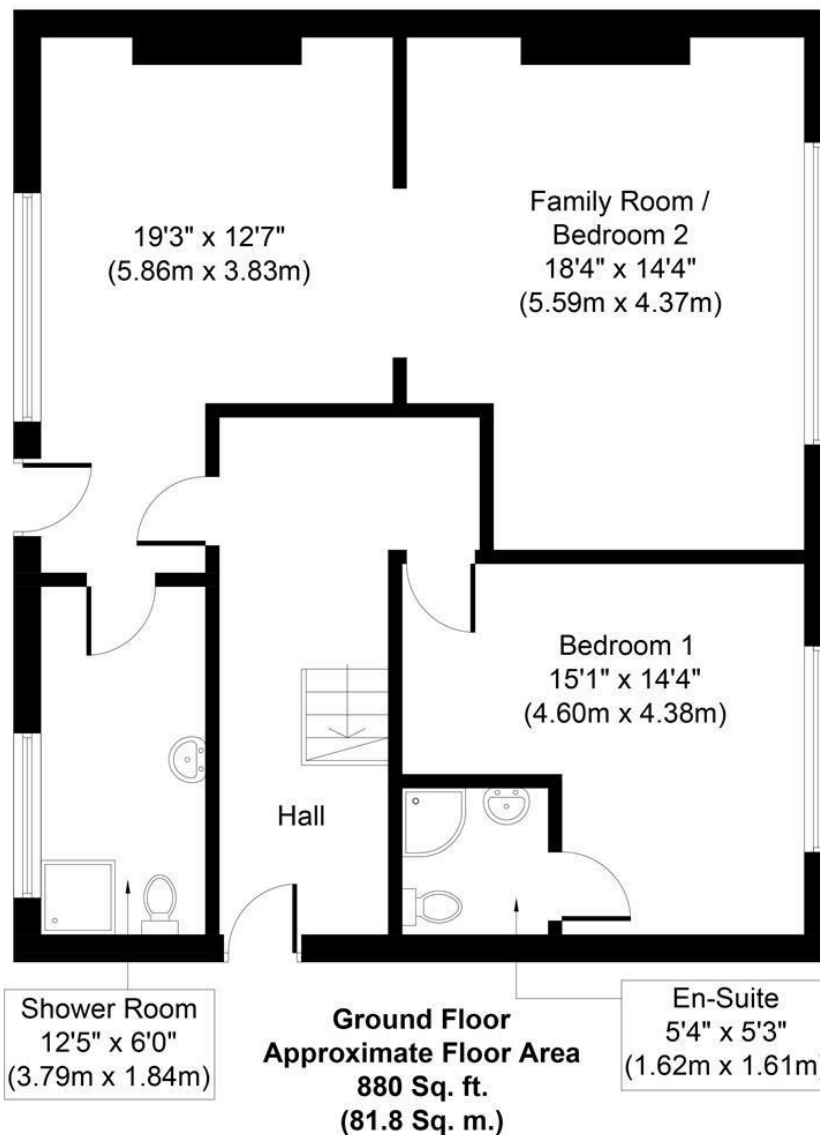 19'3" x 12'7"
(5.86m x 3.83m)
Family Room /
Bedroom 2
18'4" x 14'4"
(5.59m x 4.37m)
Bedroom 1
15'1" x 14'4"
(4.60m x 4.38m)
Hall
Shower Room
12'5" x 6'0"
(3.79m x 1.84m)
Ground Floor
Approximate Floor Area
880 Sq. ft.
(81.8 Sq. m.)
En-Suite
5'4" x 5'3"
(1.62m x 1.61m)